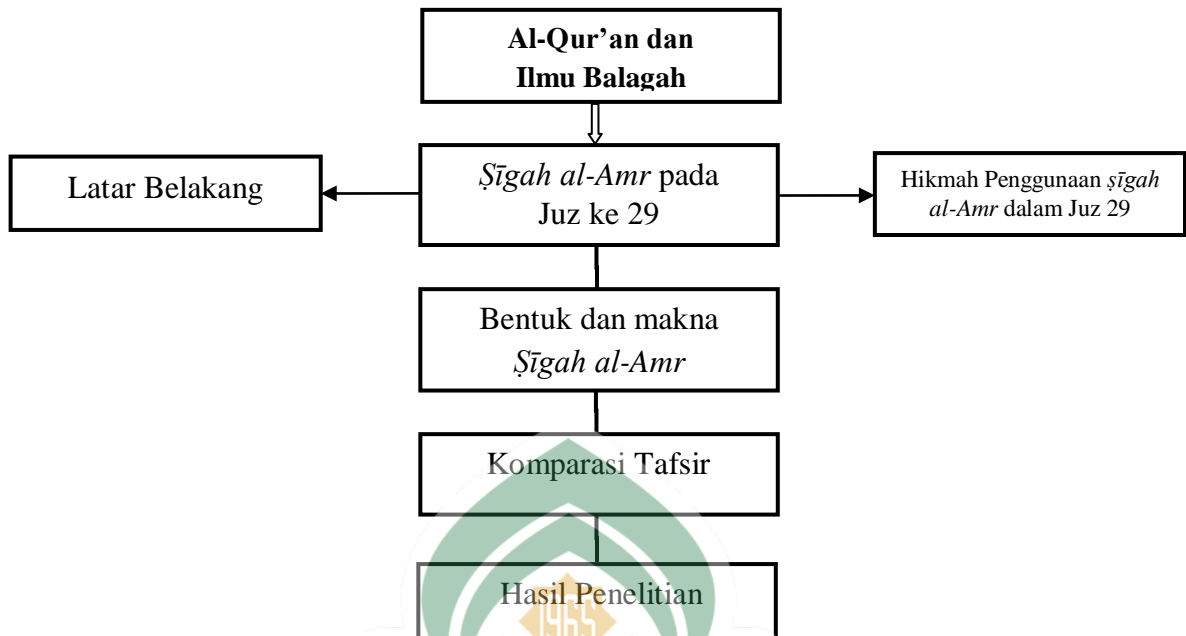 Al-Qur’an dan
Ilmu Balagah
Latar Belakang
Ṣīgah al-Amr pada
Juz ke 29
Hikmah Penggunaan ṣīgah
al-Amr dalam Juz 29
Bentuk dan makna
Ṣīgah al-Amr
Komparasi Tafsir
Hasil Penelitian
1965